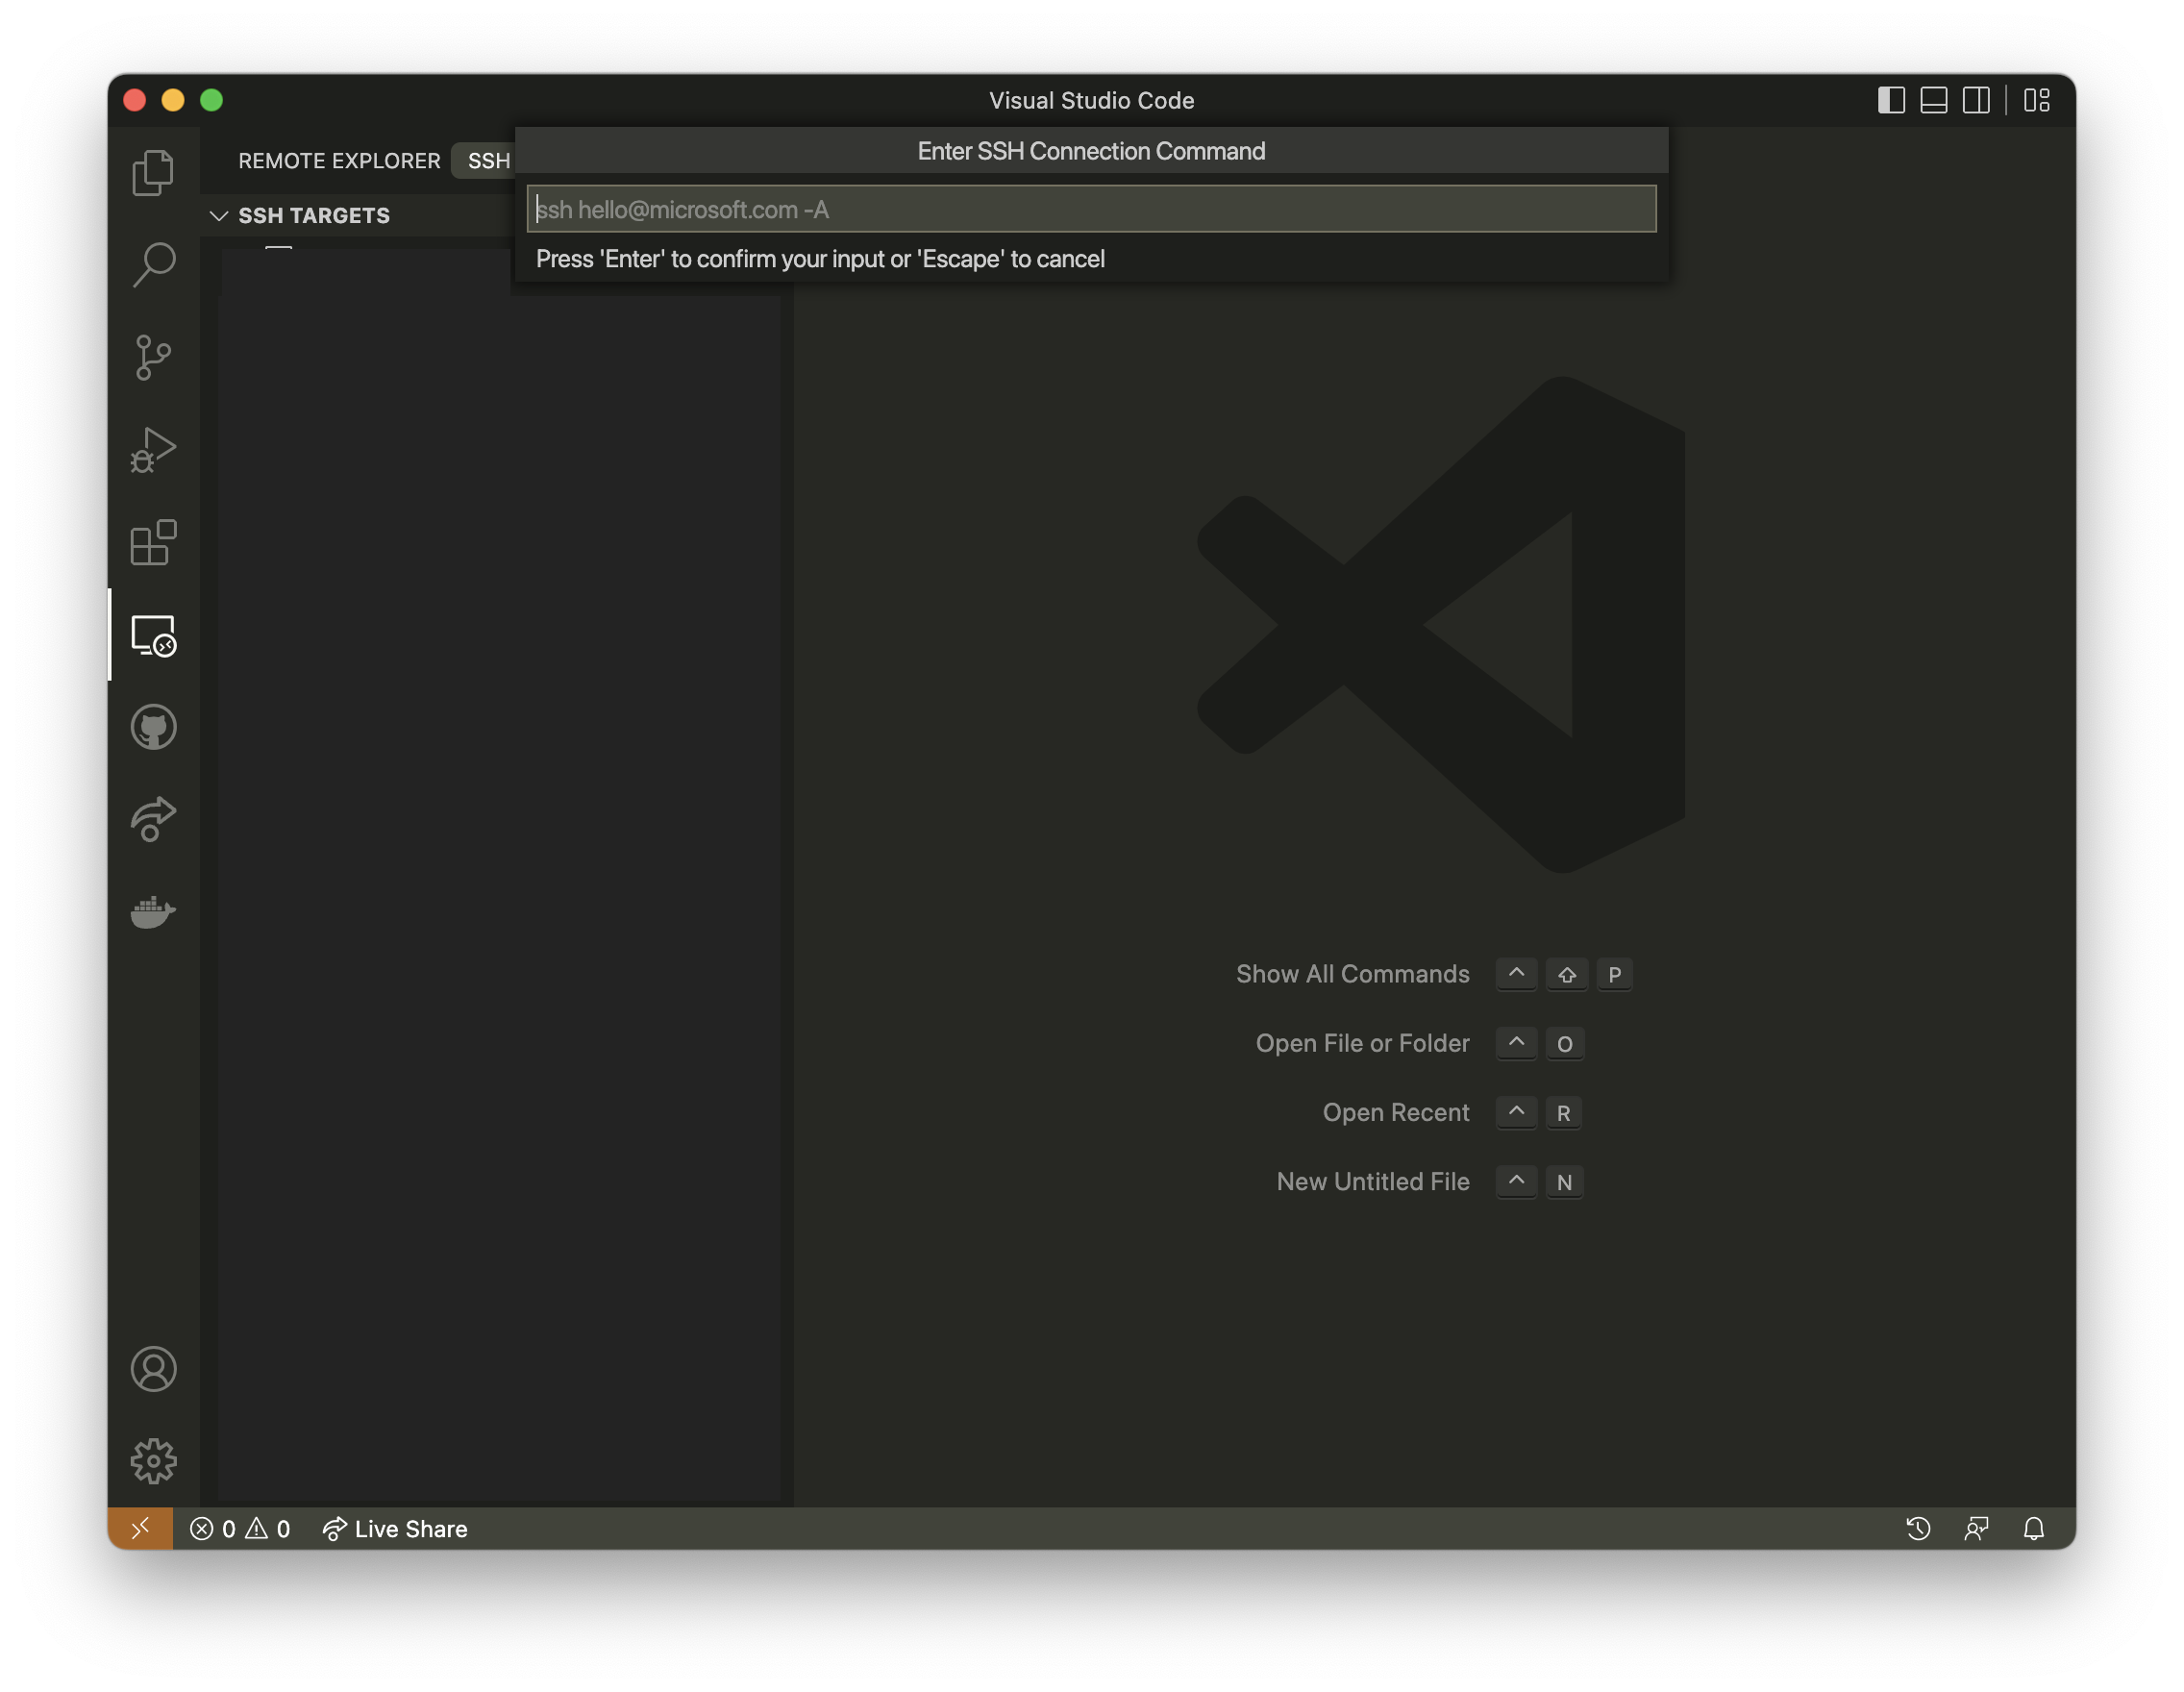 Visual Studio Code
REMOTE EXPLORER SSH
Enter SSH Connection Command
SSH TARGETS
ssh hello@microsoft.com -A
Press 'Enter' to confirm your input or 'Escape' to cancel
Show All Commands ^ ⇧ P
Open File or Folder ^ O
Open Recent ^ R
New Untitled File ^ N
0 0 Live Share